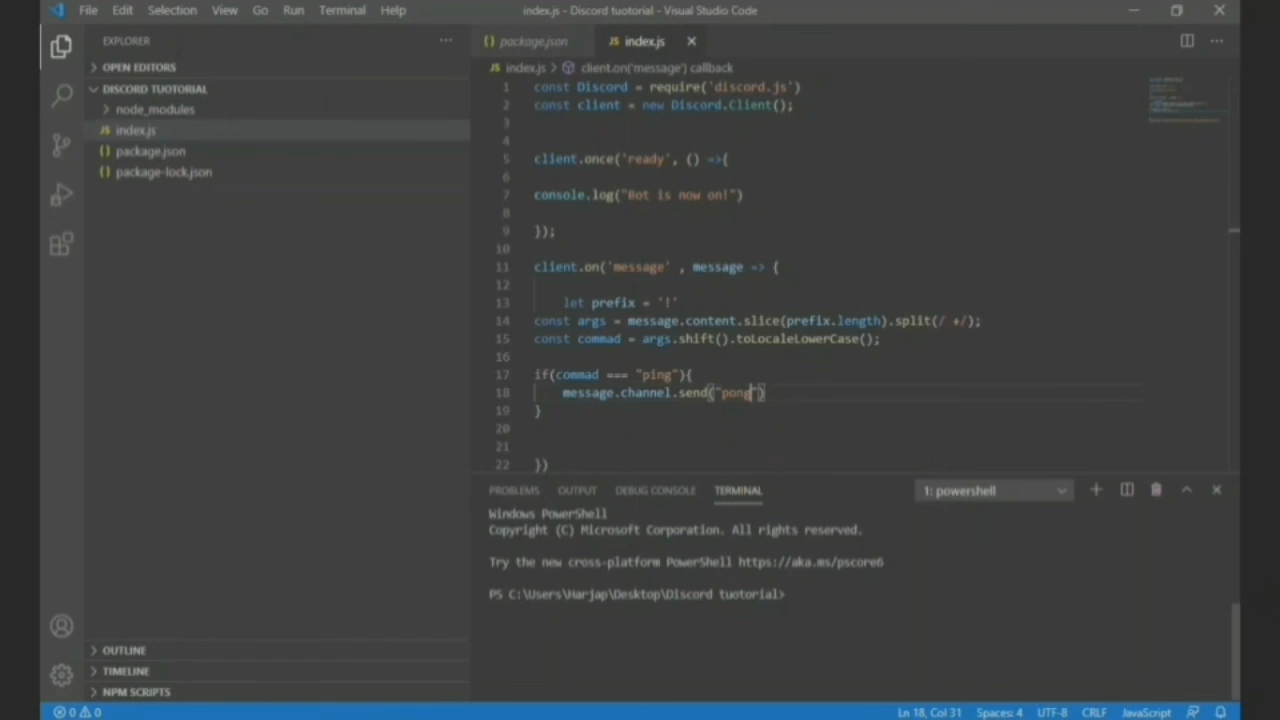 File Edit Selection View Go Run Terminal Help
index.js - Discord tuotorial - Visual Studio Code
EXPLORER
OPEN EDITORS
DISCORD TUOTORIAL
node_modules
JS index.js
{} package.json
{} package-lock.json
OUTLINE
TIMELINE
NPM SCRIPTS
{} package.json
JS index.js
JS index.js > client.on('message') callback
1 const Discord = require('discord.js')
2 const client = new Discord.Client();
3
4
5 client.once('ready', () =>{
6
7 console.log("Bot is now on!")
8
9 });
10
11 client.on('message' , message => {
12
13 let prefix = '!'
14 const args = message.content.slice(prefix.length).split(/ +/);
15 const commad = args.shift().toLocaleLowerCase();
16
17 if(commad === "ping"){
18 message.channel.send("pong")
19 }
20
21
22 })
PROBLEMS OUTPUT DEBUG CONSOLE TERMINAL
1: powershell
Windows PowerShell
Copyright (C) Microsoft Corporation. All rights reserved.
Try the new cross-platform PowerShell https://aka.ms/pscore6
PS C:\Users\Harjap\Desktop\Discord tuotorial>
0 0
Ln 18, Col 31 Spaces: 4 UTF-8 CRLF JavaScript